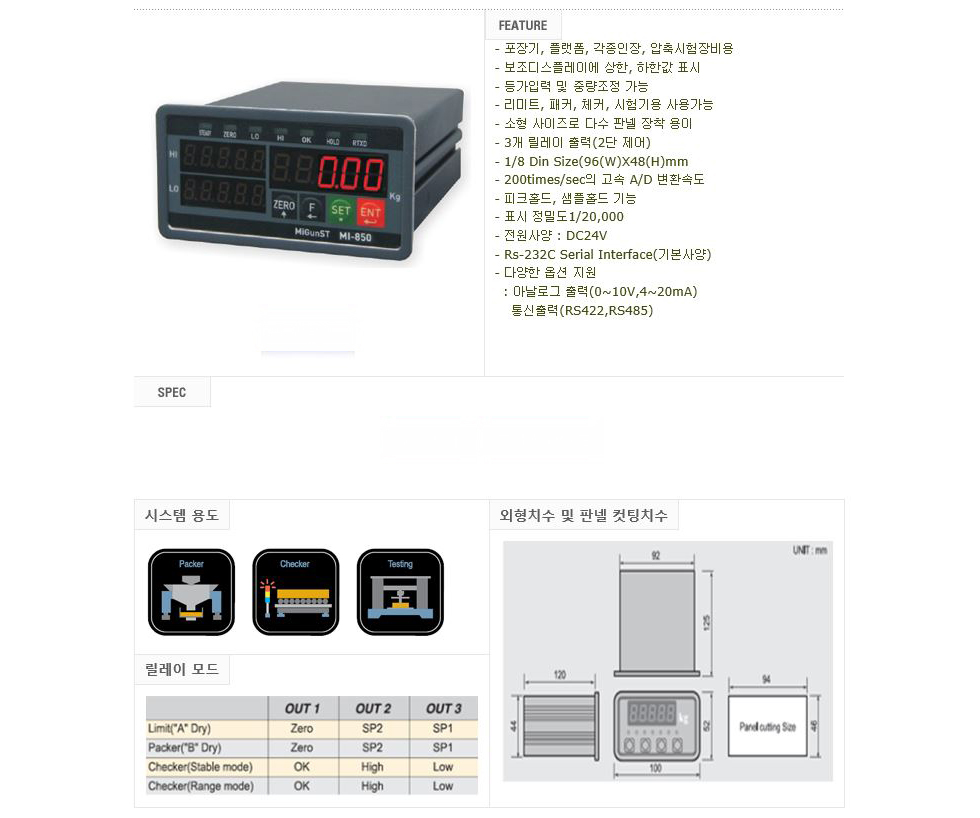 FEATURE
- 포장기, 플랫폼, 각종인장, 압축시험장비용
- 보조디스플레이에 상한, 하한값 표시
- 등가입력 및 중량조정 가능
- 리미트, 패커, 체커, 시험기용 사용가능
- 소형 사이즈로 다수 판넬 장착 용이
- 3개 릴레이 출력(2단 제어)
- 1/8 Din Size(96(W)X48(H)mm
- 200times/sec의 고속 A/D 변환속도
- 피크홀드, 샘플홀드 기능
- 표시 정밀도1/20,000
- 전원사양 : DC24V
- Rs-232C Serial Interface(기본사양)
- 다양한 옵션 지원
: 아날로그 출력(0~10V,4~20mA)
통신출력(RS422,RS485)
STEADY ZERO LO HI OK HOLD RTXD
HI
0.00
LO
Kg
ZERO F SET ENT
MiGunST MI-850
SPEC
시스템 용도
Packer Checker Testing
릴레이 모드
OUT 1 OUT 2 OUT 3
Limit("A" Dry) Zero SP2 SP1
Packer("B" Dry) Zero SP2 SP1
Checker(Stable mode) OK High Low
Checker(Range mode) OK High Low
외형치수 및 판넬 컷팅치수
UNIT : mm
92
125
120
94
44
kg
52
Panel cutting Size
46
100